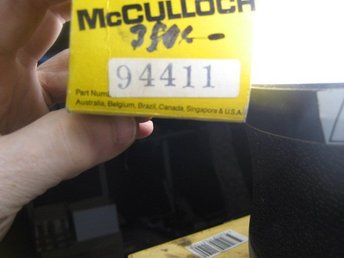 McCULLOCH
94411
Part Num
Australia, Belgium, Brazil, Canada, Singapore & U.S.A.